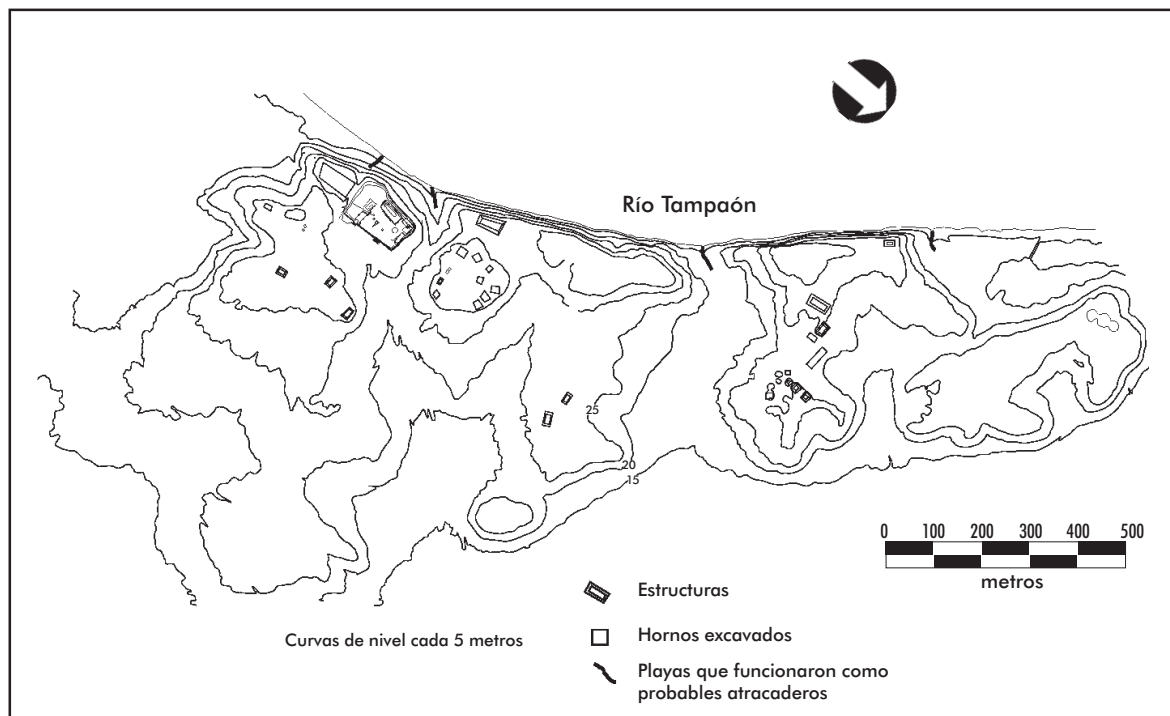 Río Tampaón
25
20
15
0 100 200 300 400 500
metros
Estructuras
Curvas de nivel cada 5 metros
Hornos excavados
Playas que funcionaron como
probables atracaderos